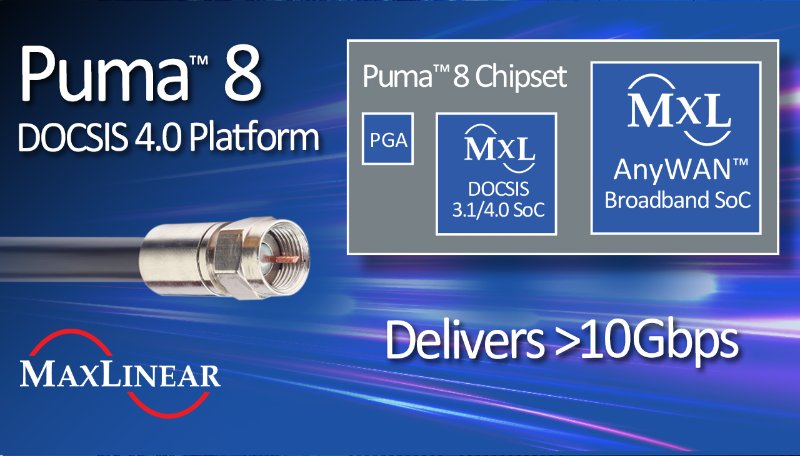 Puma™ 8
DOCSIS 4.0 Platform
Puma™ 8 Chipset
PGA
MxL
DOCSIS
3.1/4.0 SoC
MxL
AnyWAN™
Broadband SoC
Delivers >10Gbps
MAXLINEAR